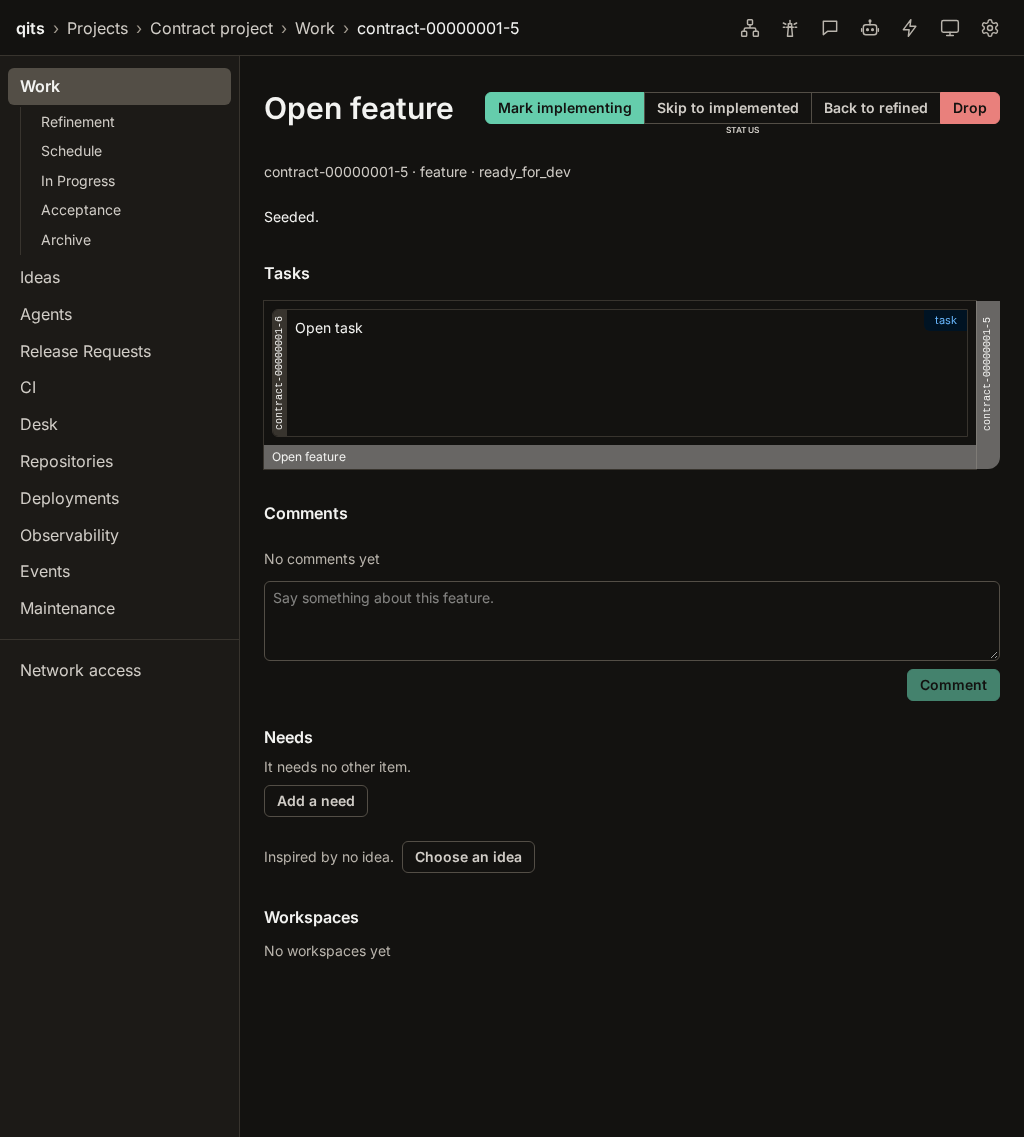 qits › Projects › Contract project › Work › contract-00000001-5
Work
Refinement
Schedule
In Progress
Acceptance
Archive
Ideas
Agents
Release Requests
CI
Desk
Repositories
Deployments
Observability
Events
Maintenance
Network access
Open feature
Mark implementing
Skip to implemented
Back to refined
Drop
STATUS
contract-00000001-5 · feature · ready_for_dev
Seeded.
Tasks
contract-00000001-6
Open task
task
contract-00000001-5
Open feature
Comments
No comments yet
Say something about this feature.
Comment
Needs
It needs no other item.
Add a need
Inspired by no idea.
Choose an idea
Workspaces
No workspaces yet